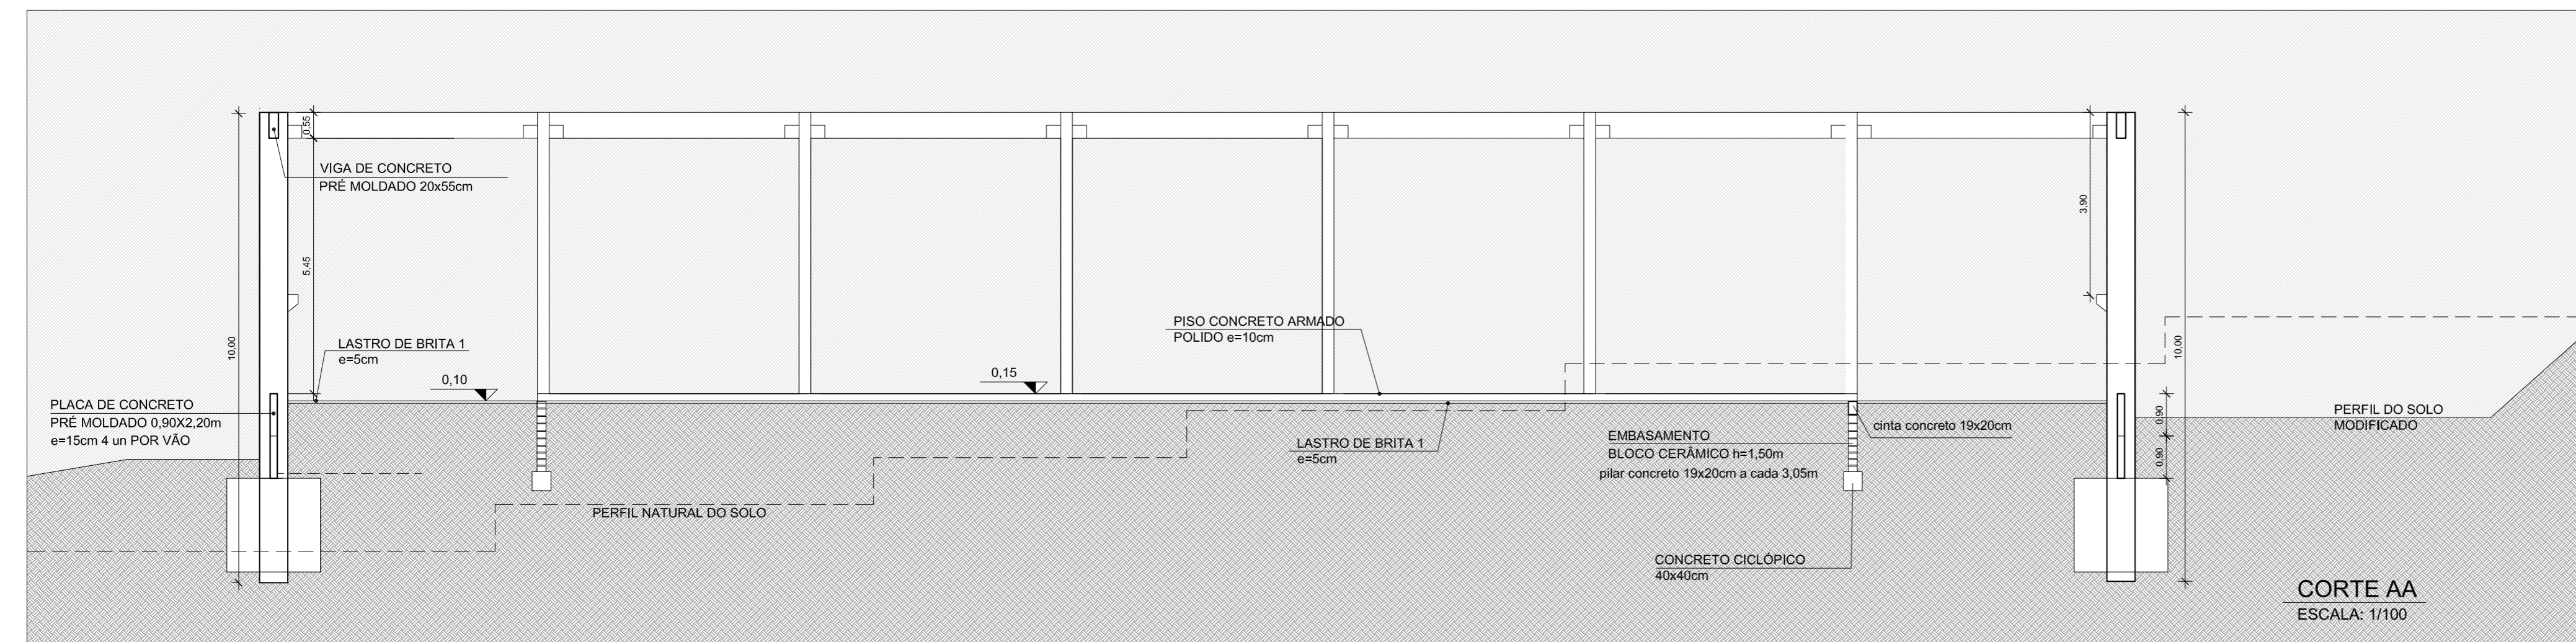 0,55
VIGA DE CONCRETO
PRÉ MOLDADO 20x55cm
3,90
5,45
10,00
10,00
PISO CONCRETO ARMADO
POLIDO e=10cm
LASTRO DE BRITA 1
e=5cm
0,10
0,15
PLACA DE CONCRETO
PRÉ MOLDADO 0,90X2,20m
e=15cm 4 un POR VÃO
LASTRO DE BRITA 1
e=5cm
EMBASAMENTO
BLOCO CERÂMICO h=1,50m
pilar concreto 19x20cm a cada 3,05m
cinta concreto 19x20cm
0,90
0,90
PERFIL DO SOLO
MODIFICADO
PERFIL NATURAL DO SOLO
CONCRETO CICLÓPICO
40x40cm
CORTE AA
ESCALA: 1/100